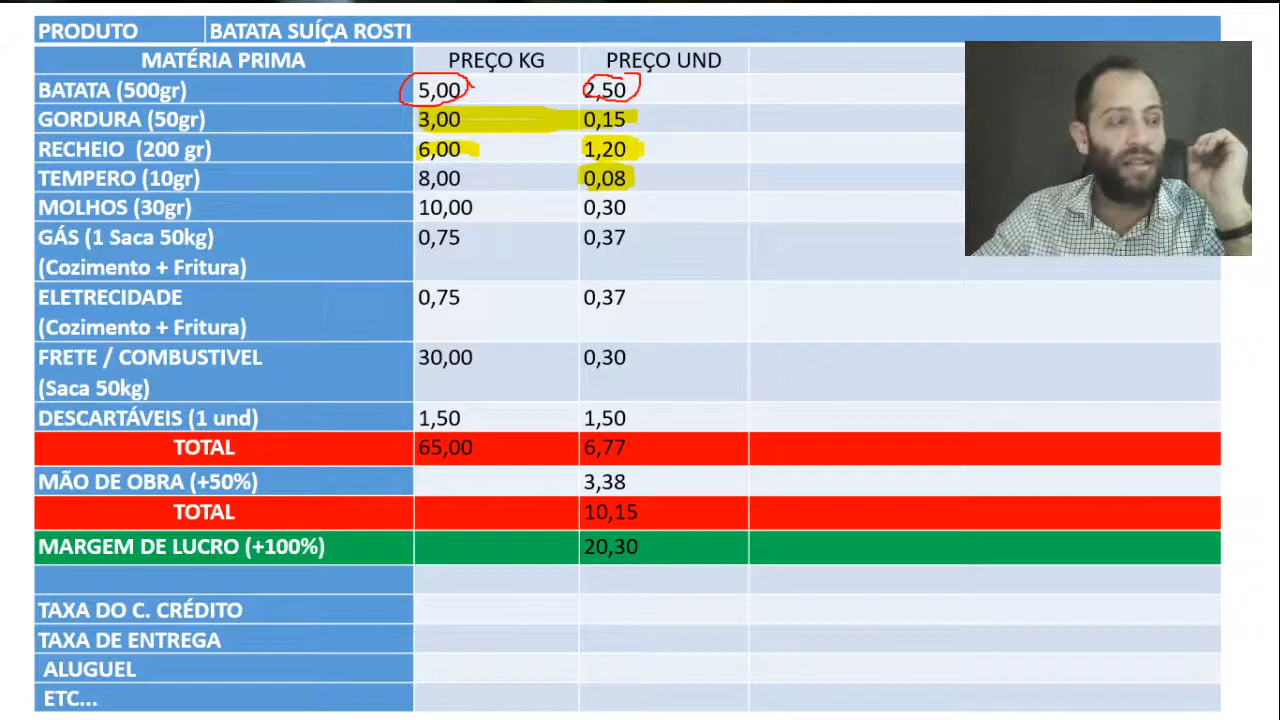 PRODUTO BATATA SUÍÇA ROSTI
MATÉRIA PRIMA PREÇO KG PREÇO UND
BATATA (500gr) 5,00 2,50
GORDURA (50gr) 3,00 0,15
RECHEIO (200 gr) 6,00 1,20
TEMPERO (10gr) 8,00 0,08
MOLHOS (30gr) 10,00 0,30
GÁS (1 Saca 50kg) 0,75 0,37
(Cozimento + Fritura)
ELETRECIDADE 0,75 0,37
(Cozimento + Fritura)
FRETE / COMBUSTIVEL 30,00 0,30
(Saca 50kg)
DESCARTÁVEIS (1 und) 1,50 1,50
TOTAL 65,00 6,77
MÃO DE OBRA (+50%) 3,38
TOTAL 10,15
MARGEM DE LUCRO (+100%) 20,30
TAXA DO C. CRÉDITO
TAXA DE ENTREGA
ALUGUEL
ETC...